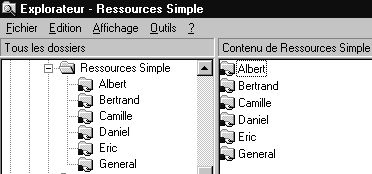 Explorateur - Ressources Simple
Fichier Edition Affichage Outils ?
Tous les dossiers
Contenu de Ressources Simple
Ressources Simple
Albert
Bertrand
Camille
Daniel
Eric
General
Albert
Bertrand
Camille
Daniel
Eric
General